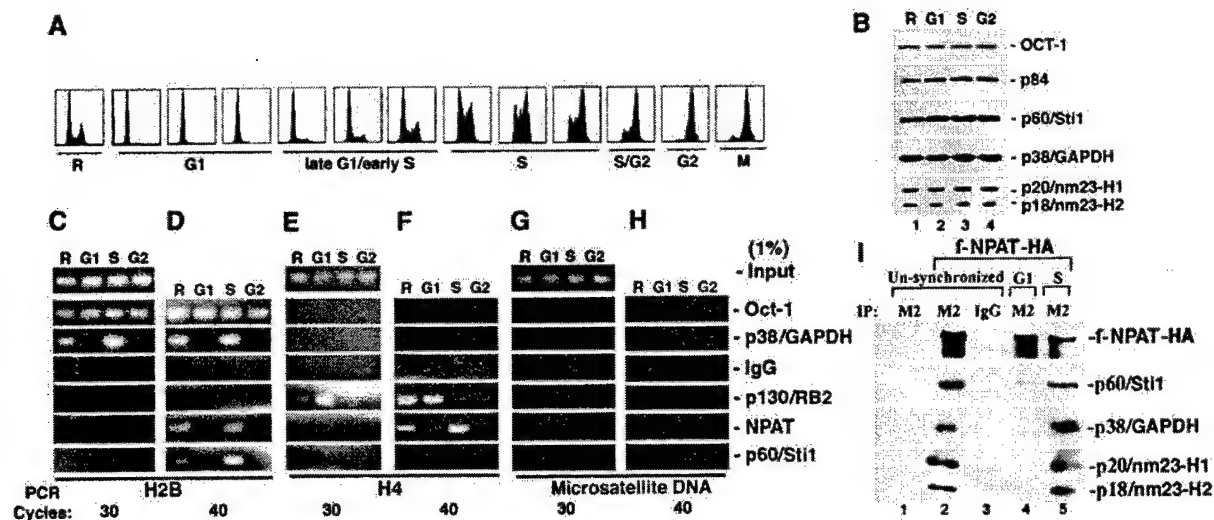 A
R G1 late G1/early S S S/G2 G2 M
B
R G1 S G2
- OCT-1
- p84
- p60/Sti1
- p38/GAPDH
- p20/nm23-H1
- p18/nm23-H2
1 2 3 4
C D E F G H
R G1 S G2
R G1 S G2
R G1 S G2
R G1 S G2
R G1 S G2
R G1 S G2
(1%)
- Input
- Oct-1
- p38/GAPDH
- IgG
- p130/RB2
- NPAT
- p60/Sti1
H2B H4 Microsatellite DNA
PCR
Cycles: 30 40 30 40 30 40
I
f-NPAT-HA
Un-synchronized G1 S
IP: M2 M2 IgG M2 M2
-f-NPAT-HA
-p60/Sti1
-p38/GAPDH
-p20/nm23-H1
-p18/nm23-H2
1 2 3 4 5